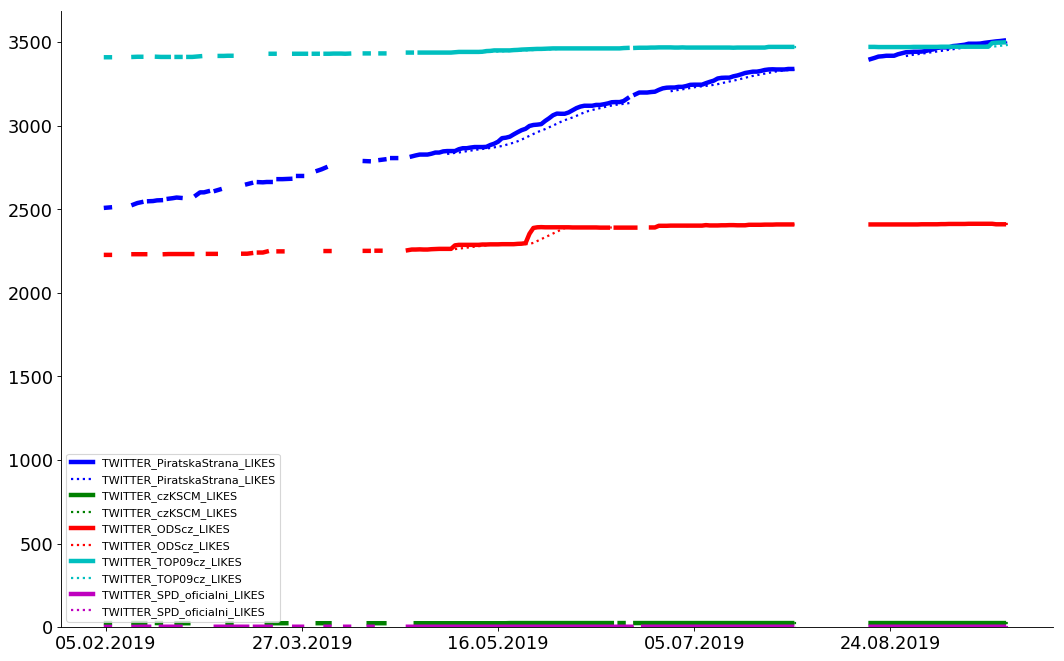 3500
3000
2500
2000
1500
1000
500
0
TWITTER_PiratskaStrana_LIKES
TWITTER_PiratskaStrana_LIKES
TWITTER_czKSCM_LIKES
TWITTER_czKSCM_LIKES
TWITTER_ODScz_LIKES
TWITTER_ODScz_LIKES
TWITTER_TOP09cz_LIKES
TWITTER_TOP09cz_LIKES
TWITTER_SPD_oficialni_LIKES
TWITTER_SPD_oficialni_LIKES
05.02.2019 27.03.2019 16.05.2019 05.07.2019 24.08.2019